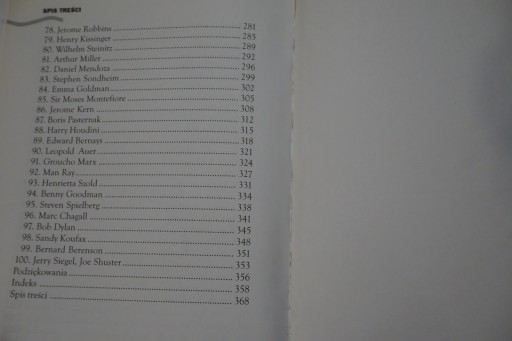 SPIS TREŚCI
78. Jerome Robbins 281
79. Henry Kissinger 285
80. Wilhelm Steinitz 289
81. Arthur Miller 292
82. Daniel Mendoza 296
83. Stephen Sondheim 299
84. Emma Goldman 302
85. Sir Moses Montefiore 305
86. Jerome Kern 308
87. Boris Pasternak 312
88. Harry Houdini 315
89. Edward Bernays 318
90. Leopold Auer 321
91. Groucho Marx 324
92. Man Ray 327
93. Henrietta Szold 331
94. Benny Goodman 334
95. Steven Spielberg 338
96. Marc Chagall 341
97. Bob Dylan 345
98. Sandy Koufax 348
99. Bernard Berenson 351
100. Jerry Siegel, Joe Shuster 353
Podziękowania 356
Indeks 358
Spis treści 368